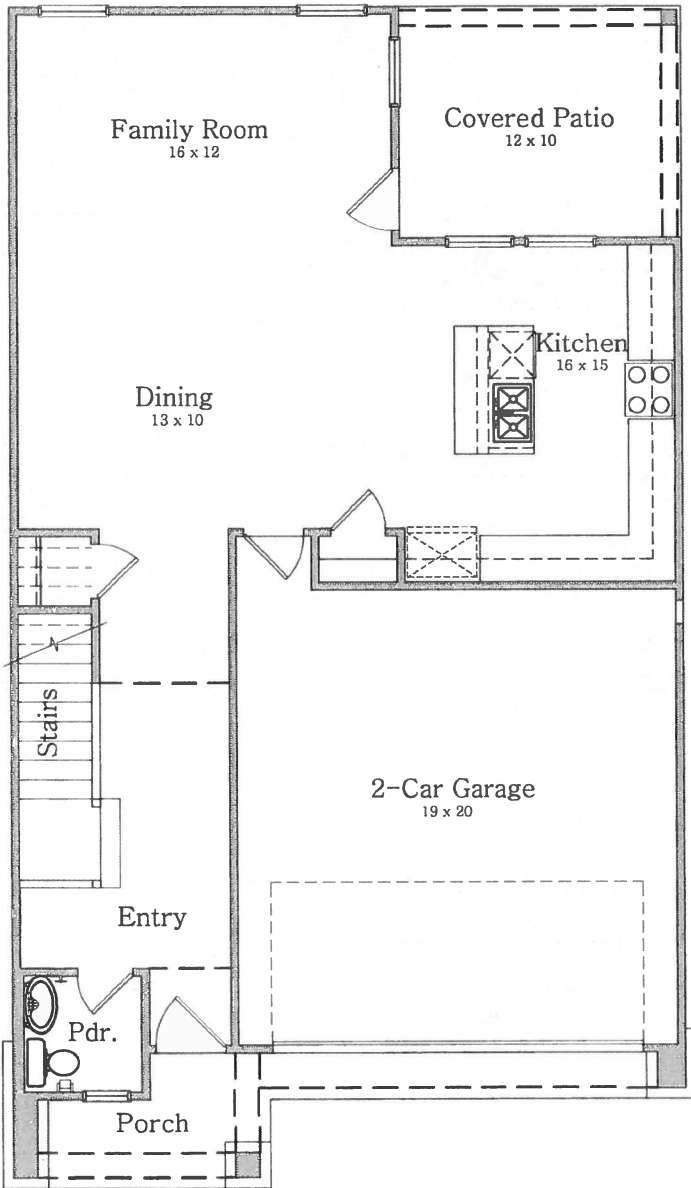 Family Room
16 x 12
Covered Patio
12 x 10
Kitchen
16 x 15
Dining
13 x 10
Stairs
2-Car Garage
19 x 20
Entry
Pdr.
Porch